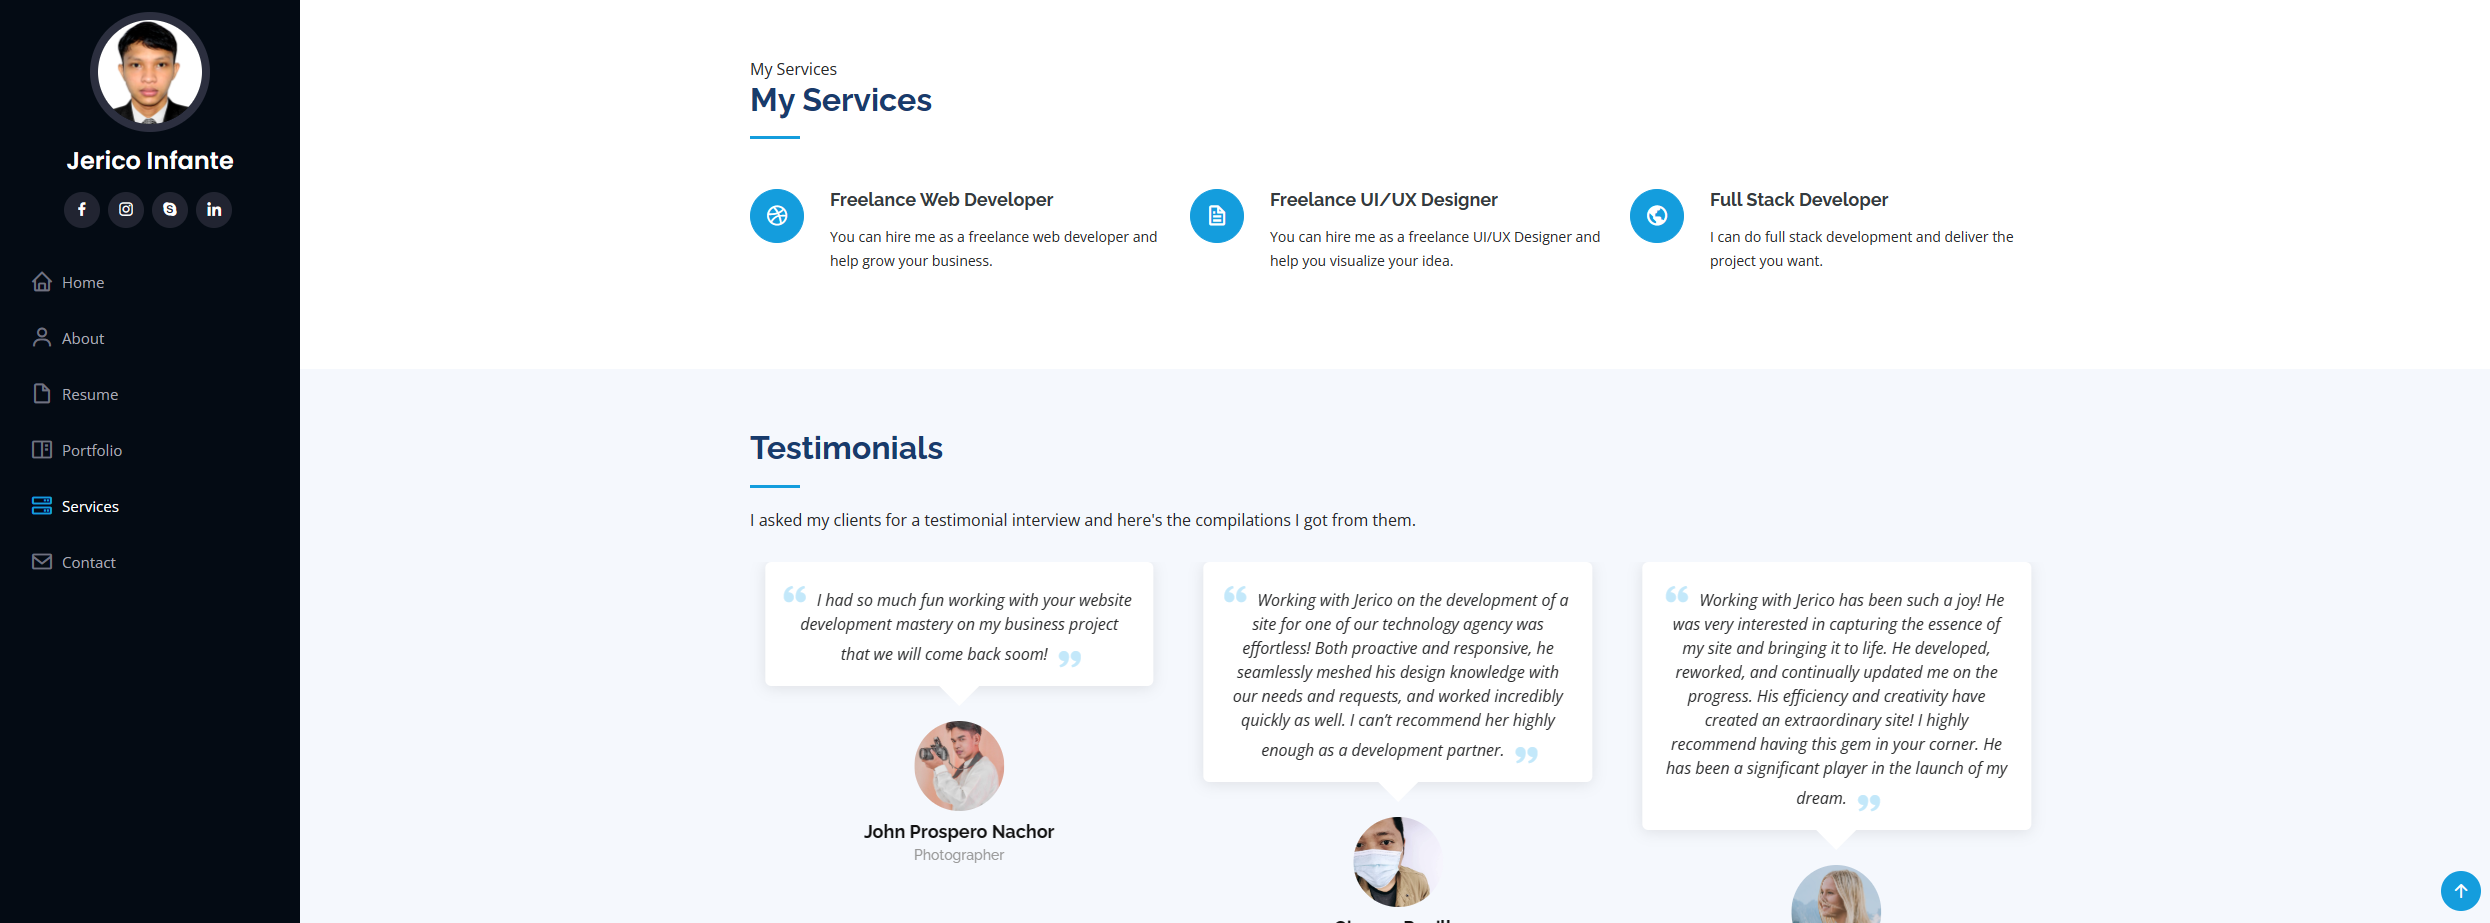 Jerico Infante
Home
About
Resume
Portfolio
Services
Contact
My Services
My Services
Freelance Web Developer
You can hire me as a freelance web developer and
help grow your business.
Freelance UI/UX Designer
You can hire me as a freelance UI/UX Designer and
help you visualize your idea.
Full Stack Developer
I can do full stack development and deliver the
project you want.
Testimonials
I asked my clients for a testimonial interview and here's the compilations I got from them.
“ I had so much fun working with your website
development mastery on my business project
that we will come back soom! ”
John Prospero Nachor
Photographer
“ Working with Jerico on the development of a
site for one of our technology agency was
effortless! Both proactive and responsive, he
seamlessly meshed his design knowledge with
our needs and requests, and worked incredibly
quickly as well. I can’t recommend her highly
enough as a development partner. ”
“ Working with Jerico has been such a joy! He
was very interested in capturing the essence of
my site and bringing it to life. He developed,
reworked, and continually updated me on the
progress. His efficiency and creativity have
created an extraordinary site! I highly
recommend having this gem in your corner. He
has been a significant player in the launch of my
dream. ”